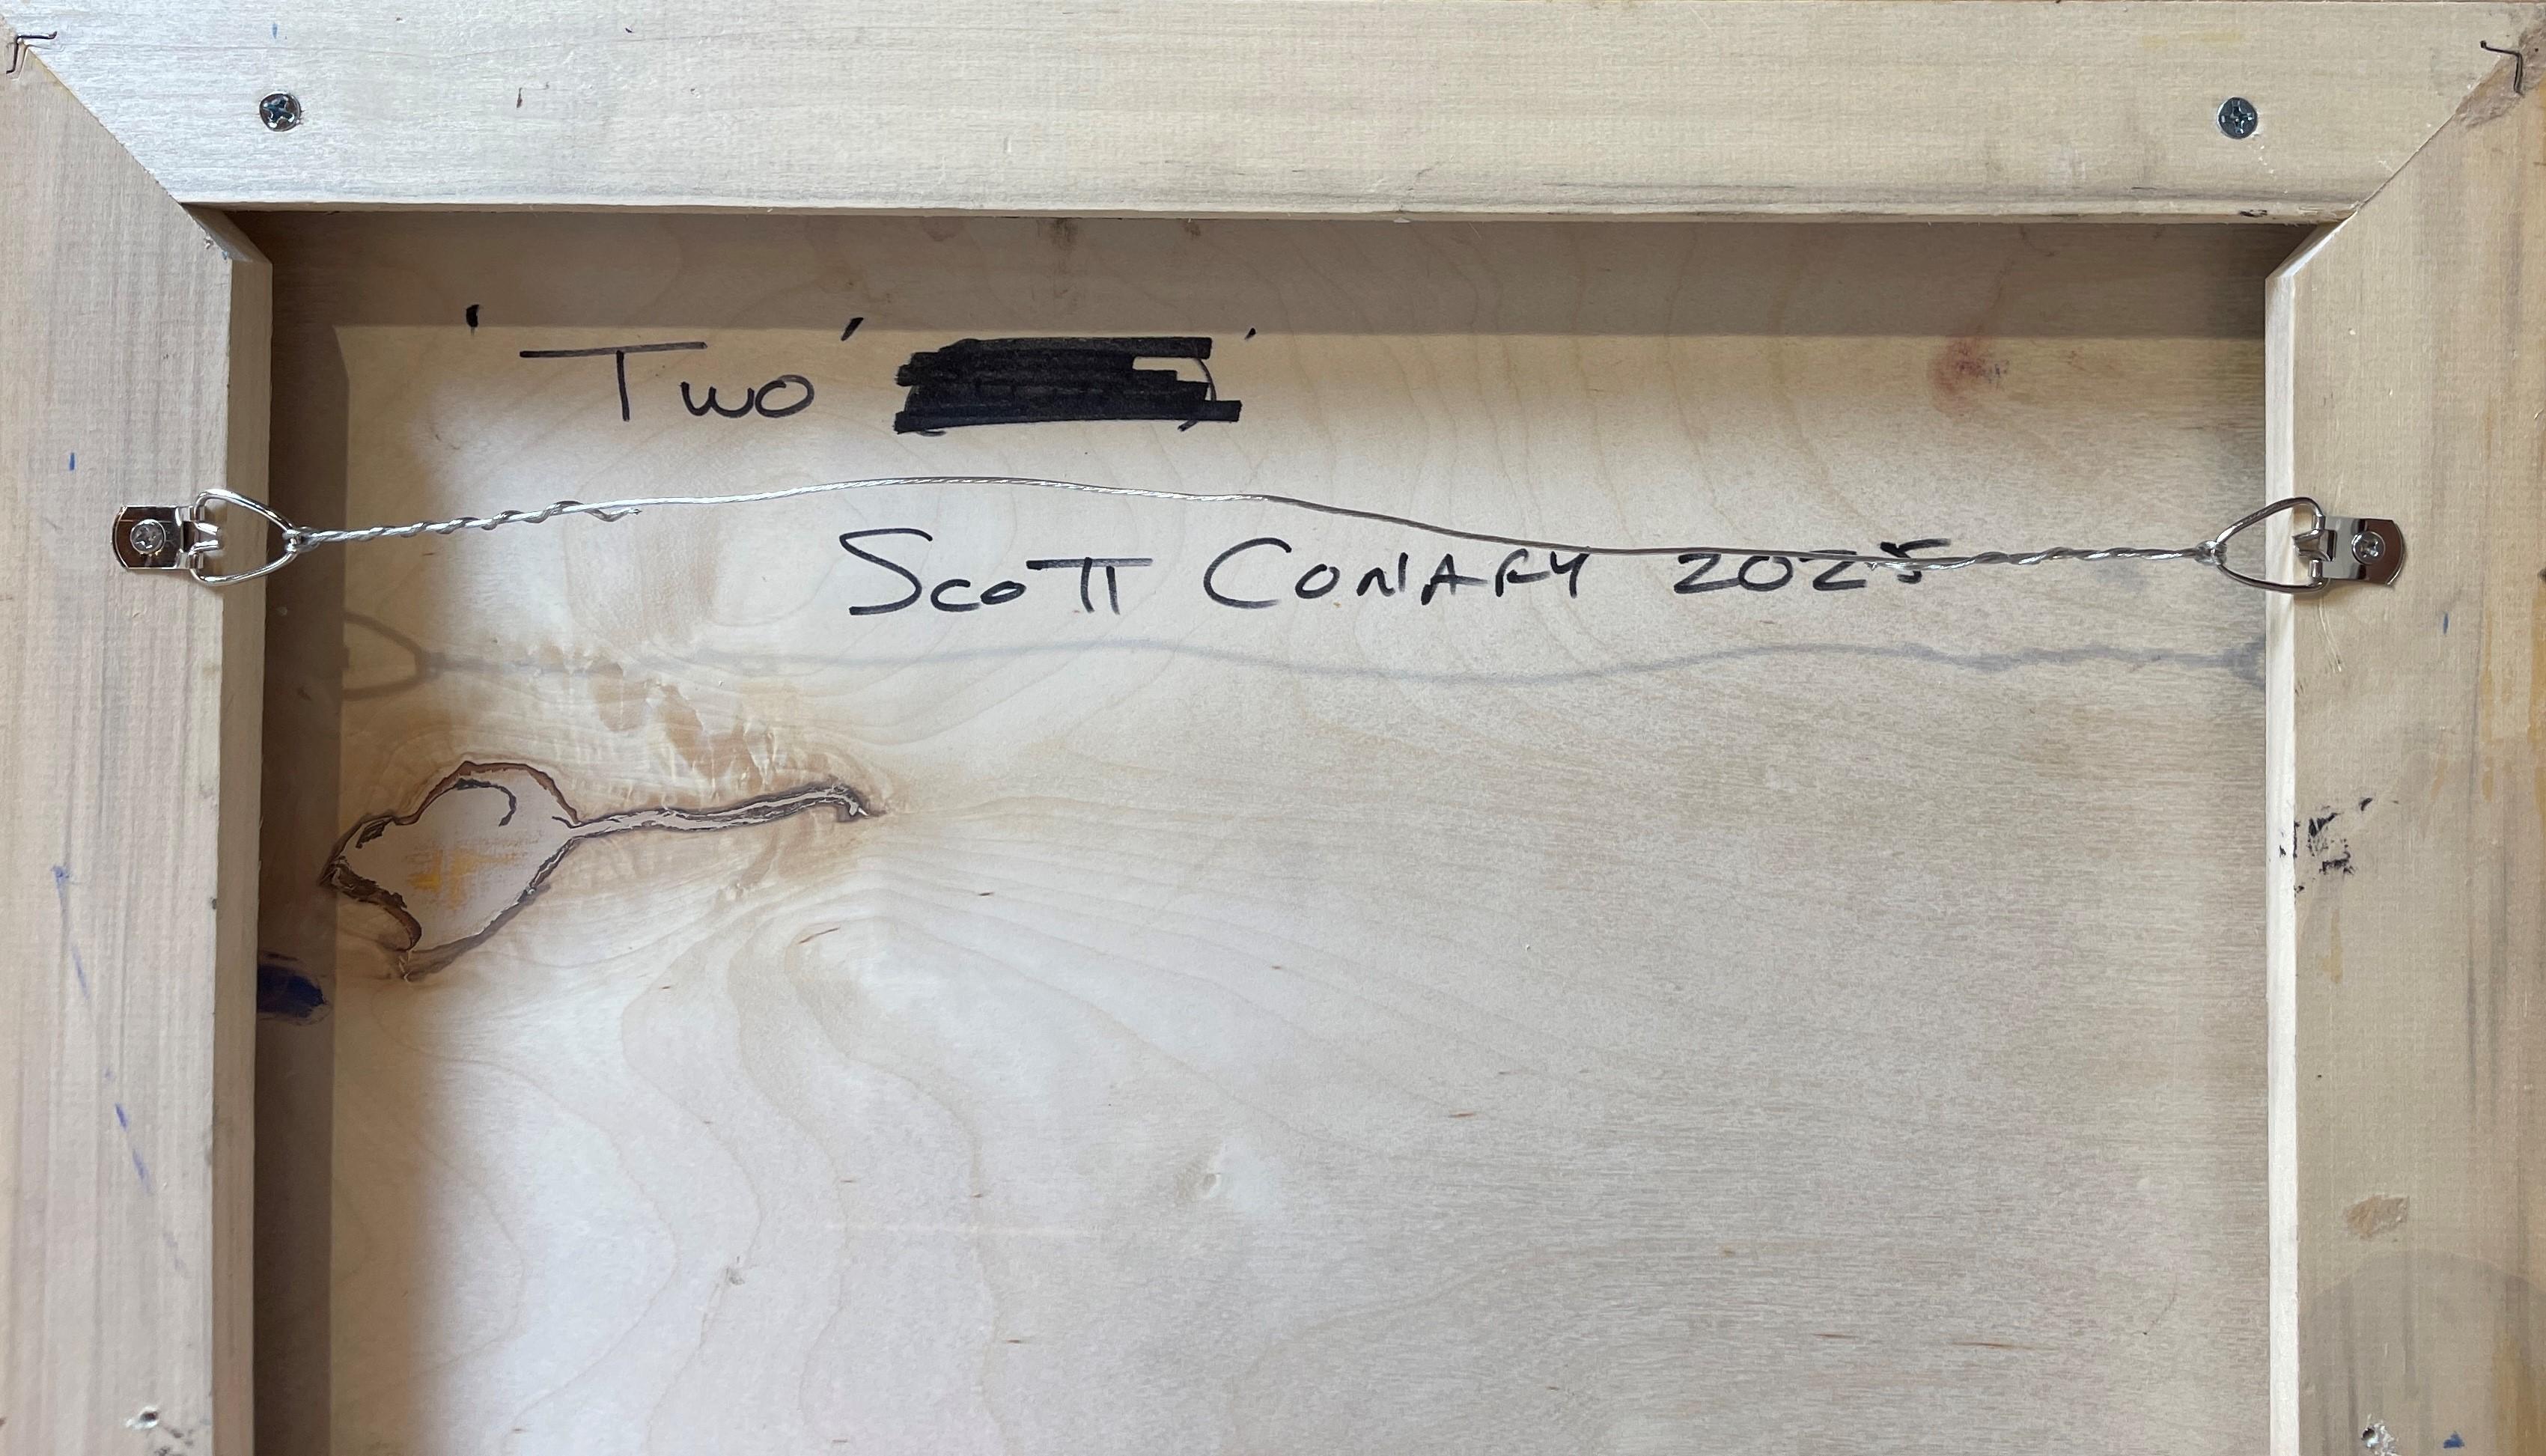 'Two' '
Scott Conary 2025